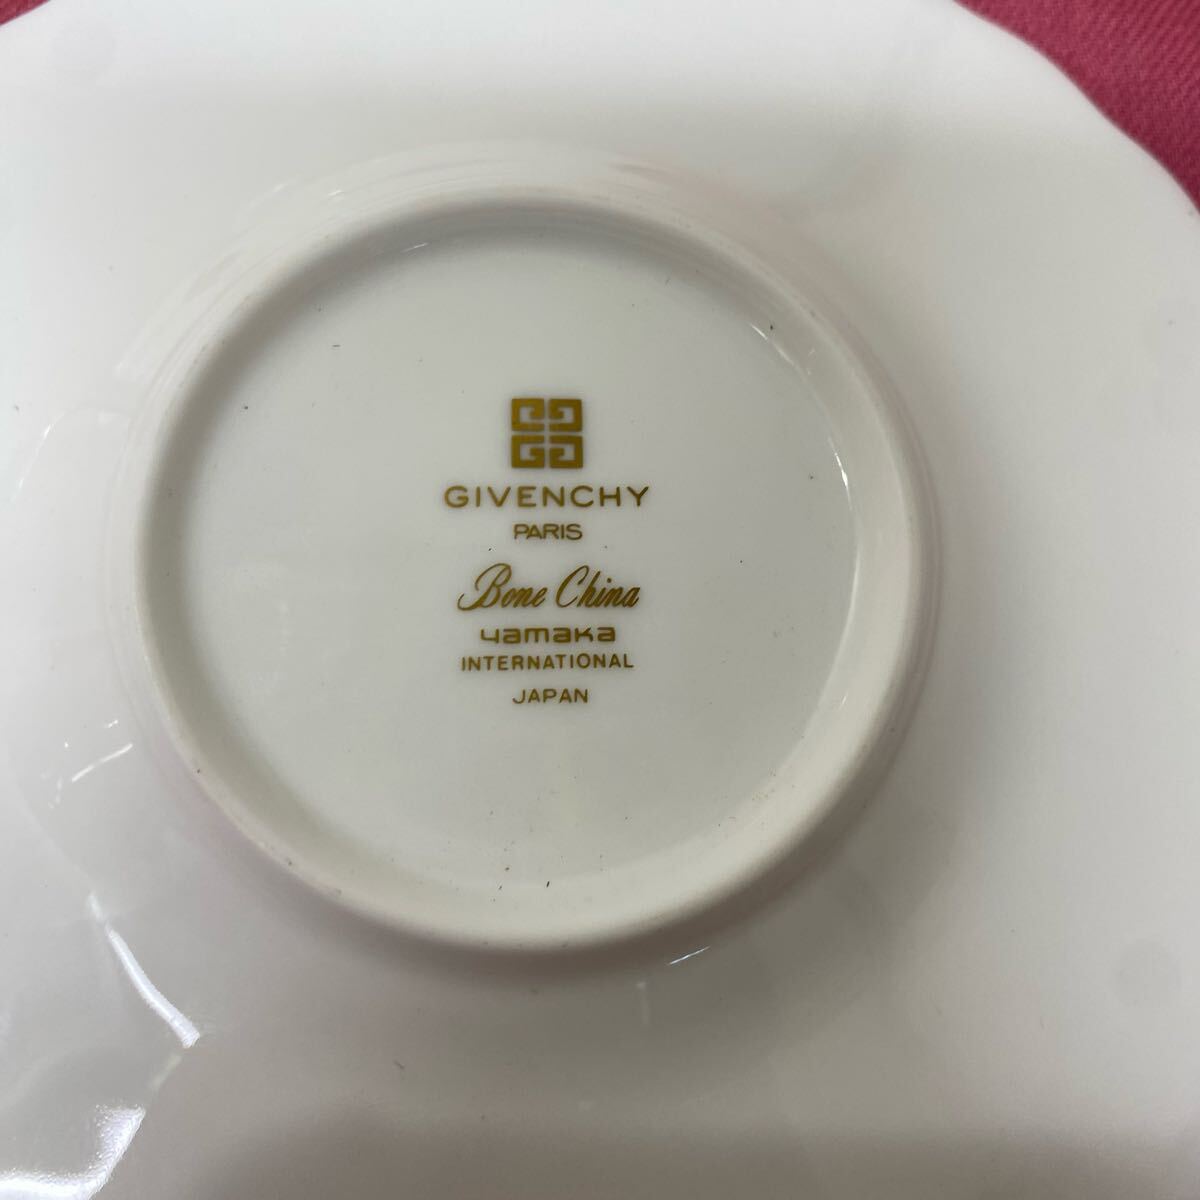 GIVENCHY
PARIS
Bone China
yamaka
INTERNATIONAL
JAPAN